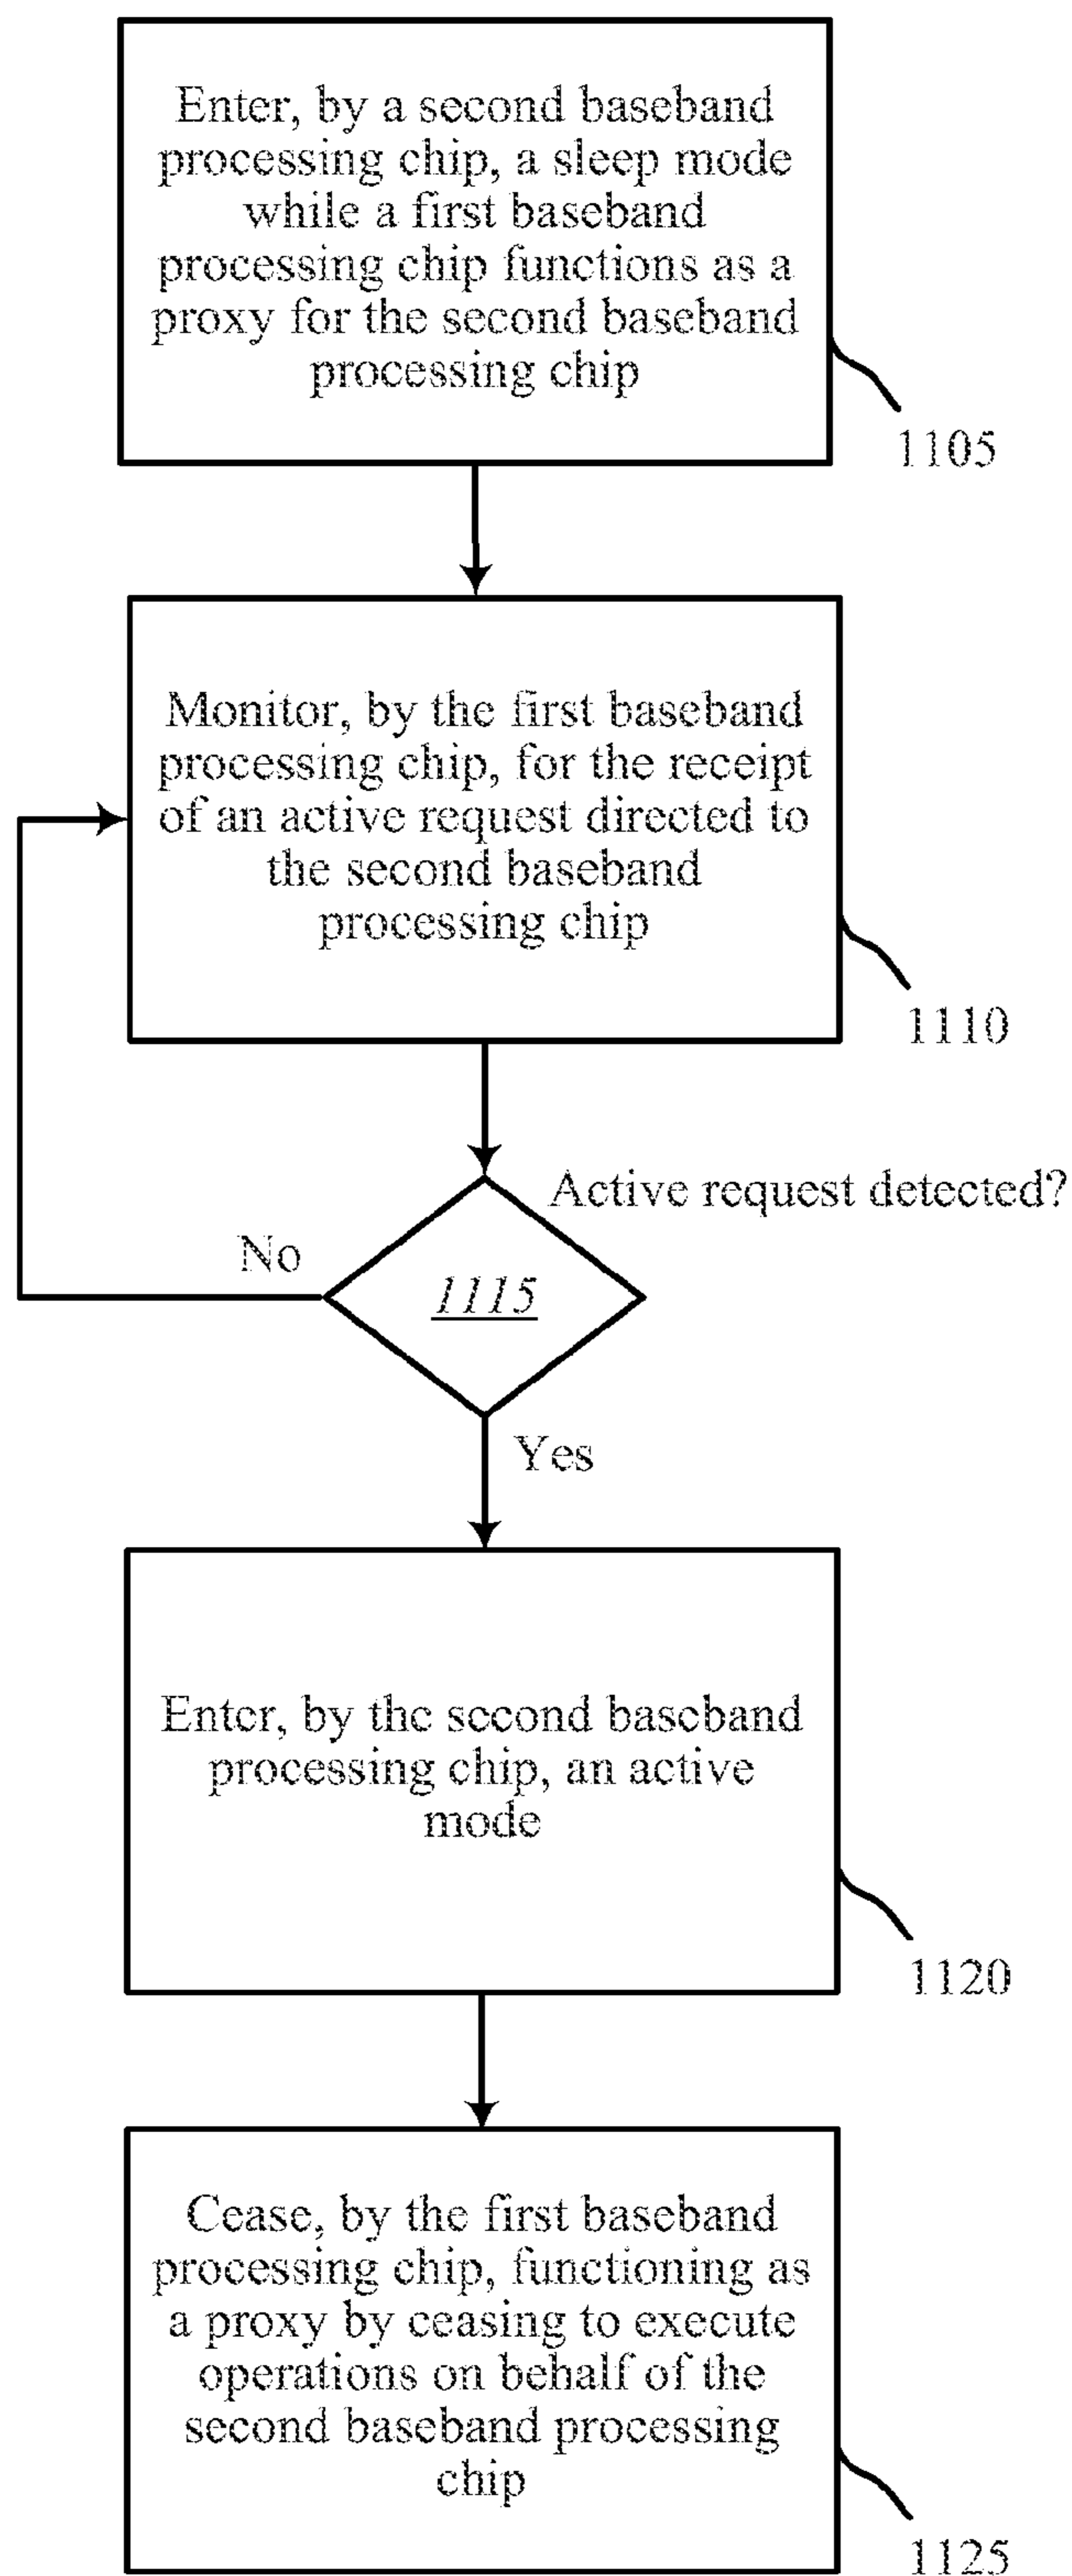 Enter, by a second baseband
processing chip, a sleep mode
while a first baseband
processing chip functions as a
proxy for the second baseband
processing chip
1105
Monitor, by the first baseband
processing chip, for the receipt
of an active request directed to
the second baseband
processing chip
1110
Active request detected?
No
1115
Yes
Enter, by the second baseband
processing chip, an active
mode
1120
Cease, by the first baseband
processing chip, functioning as
a proxy by ceasing to execute
operations on behalf of the
second baseband processing
chip
1125